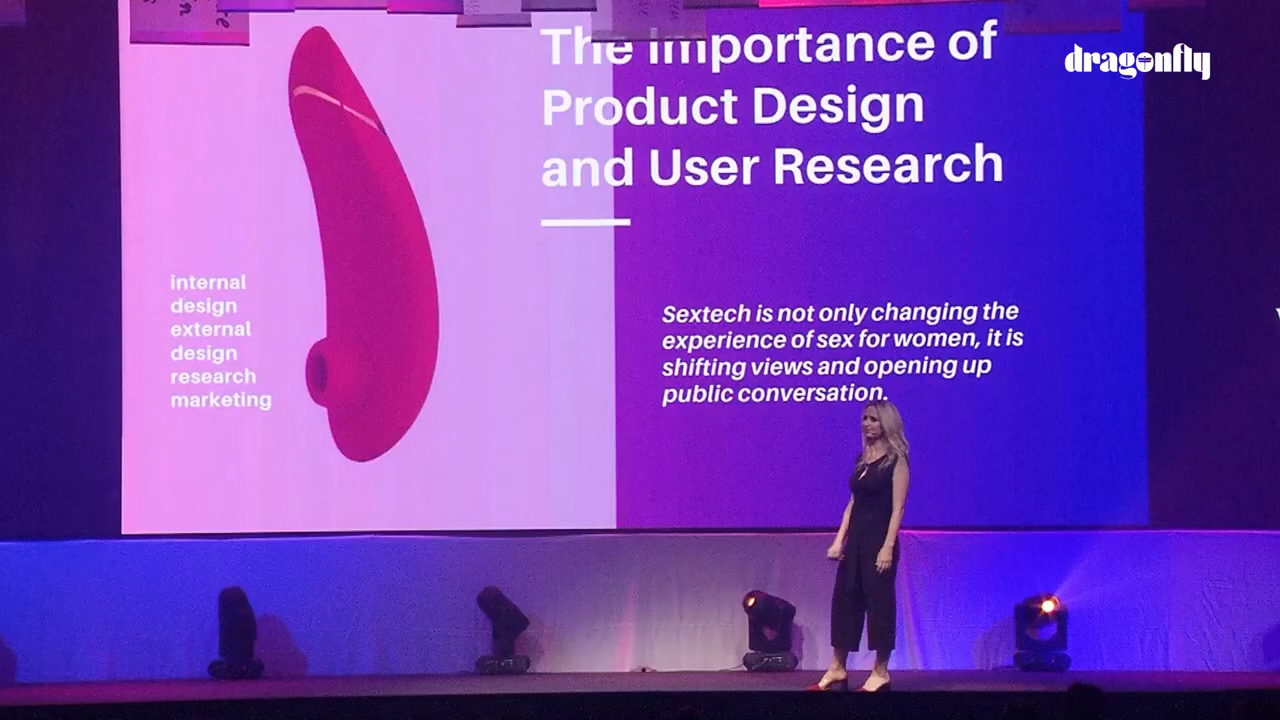 The Importance of
Product Design
and User Research
dragonfly
internal
design
external
design
research
marketing
Sextech is not only changing the
experience of sex for women, it is
shifting views and opening up
public conversation.